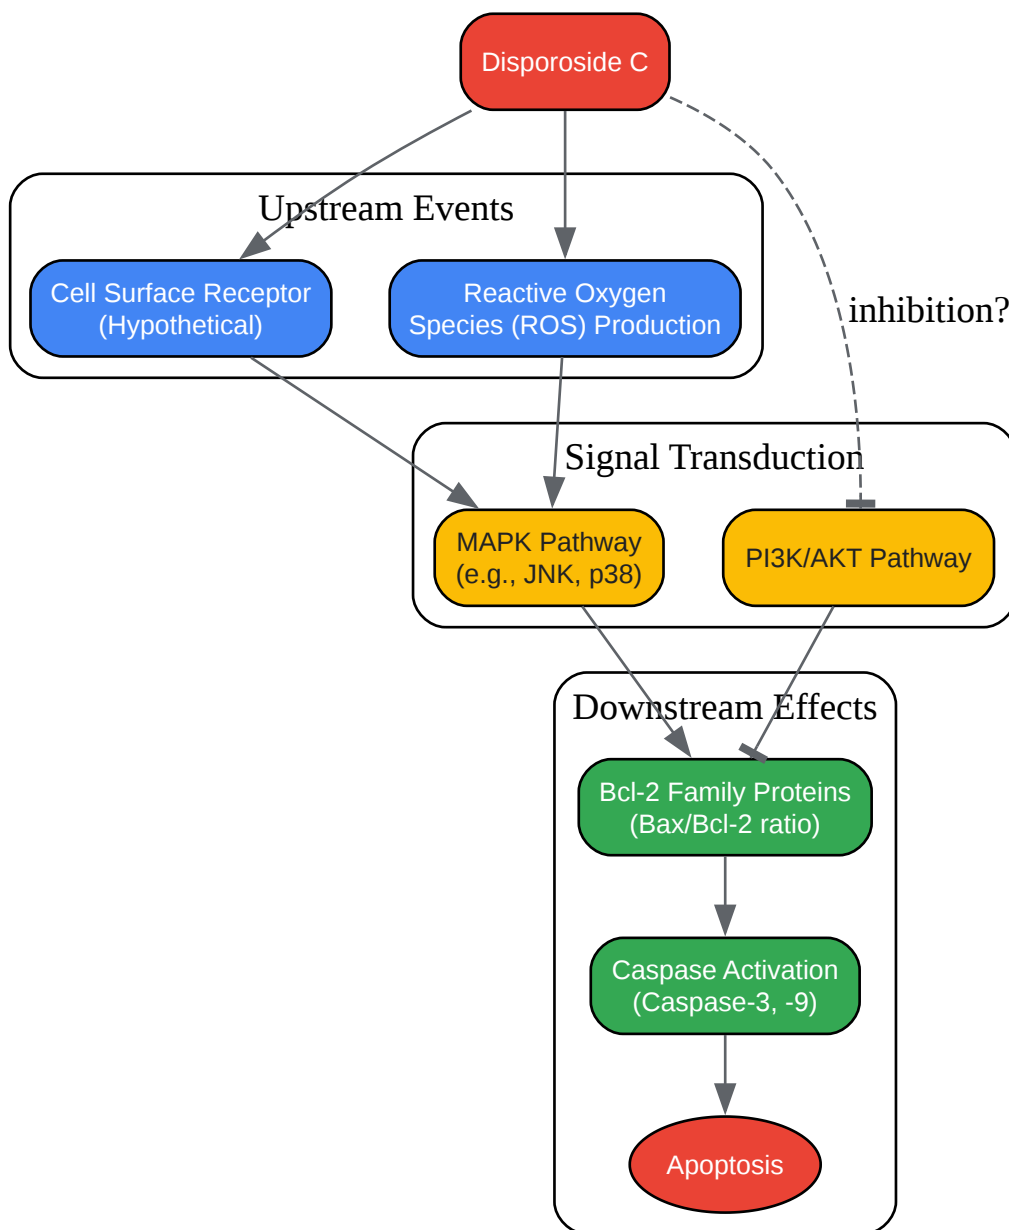 Disporoside C
Upstream Events
Cell Surface Receptor
(Hypothetical)
Reactive Oxygen
Species (ROS) Production
inhibition?
Signal Transduction
MAPK Pathway
(e.g., JNK, p38)
PI3K/AKT Pathway
Downstream Effects
Bcl-2 Family Proteins
(Bax/Bcl-2 ratio)
Caspase Activation
(Caspase-3, -9)
Apoptosis